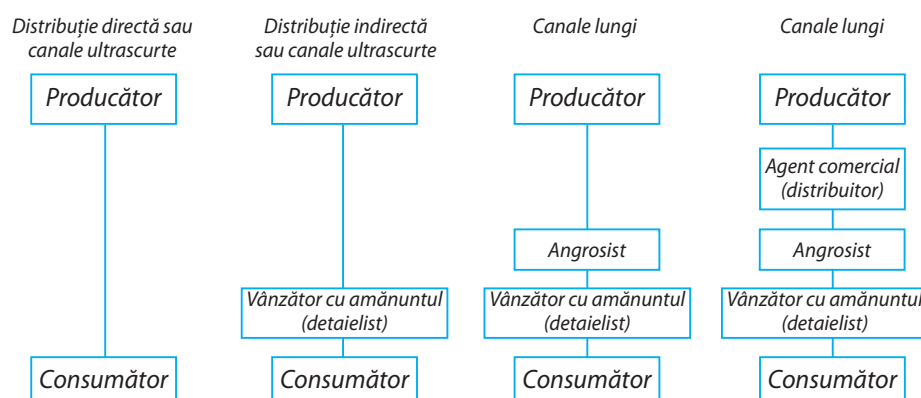 Distribuție directă sau
canale ultrascurte
Producător
Consumător
Distribuție indirectă
sau canale ultrascurte
Producător
Vânzător cu amănuntul
(detaielist)
Consumător
Canale lungi
Producător
Angrosist
Vânzător cu amănuntul
(detaielist)
Consumător
Canale lungi
Producător
Agent comercial
(distribuitor)
Angrosist
Vânzător cu amănuntul
(detaielist)
Consumător